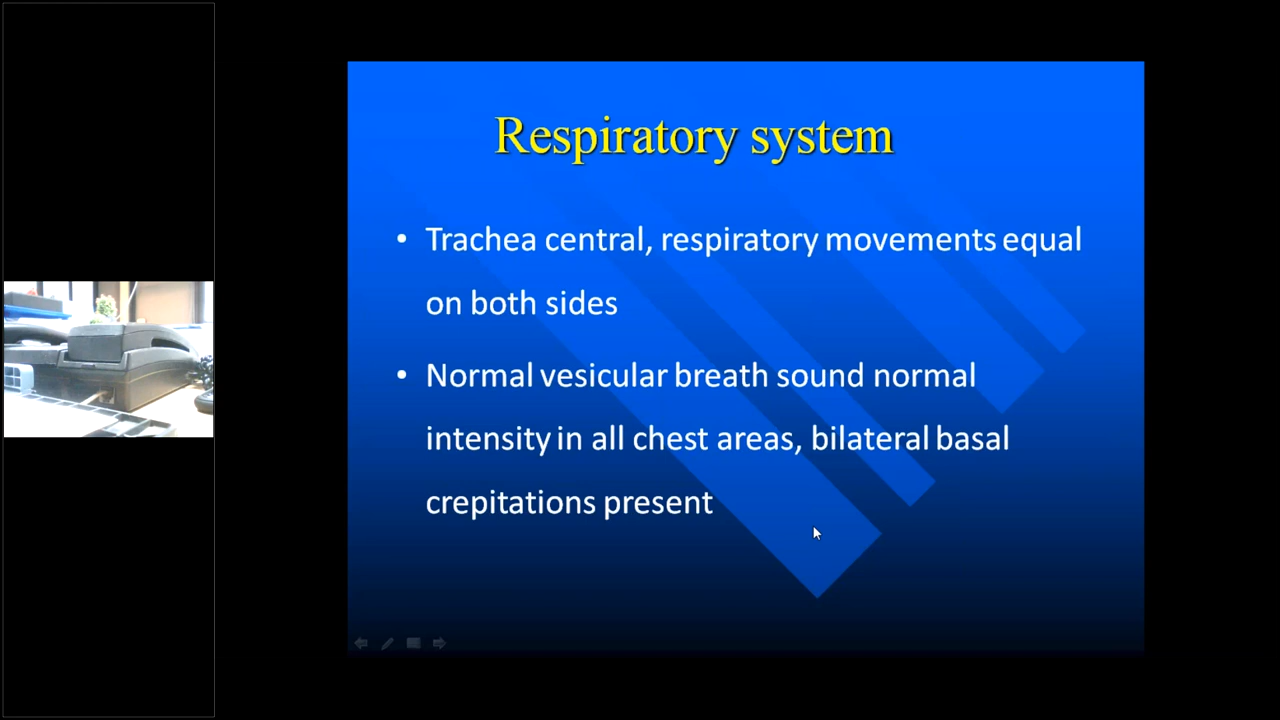 Respiratory system
• Trachea central, respiratory movements equal
on both sides
• Normal vesicular breath sound normal
intensity in all chest areas, bilateral basal
crepitations present